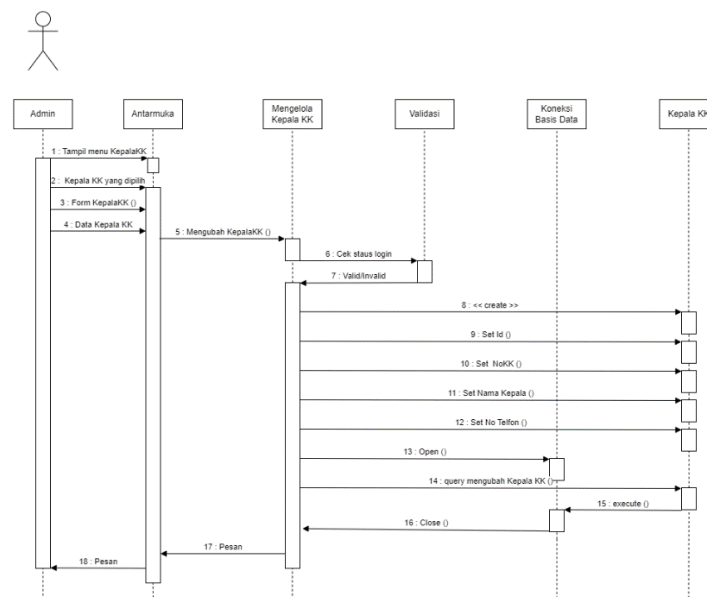 Admin
Antarmuka
Mengelola
Kepala KK
Validasi
Koneksi
Basis Data
Kepala KK
1 : Tampil menu KepalaKK
2 : Kepala KK yang dipilih
3 : Form KepalaKK ()
4 : Data Kepala KK
5 : Mengubah KepalaKK ()
6 : Cek staus login
7 : Valid/Invalid
8 : << create >>
9 : Set Id ()
10 : Set NoKK ()
11 : Set Nama Kepala ()
12 : Set No Telfon ()
13 : Open ()
14 : query mengubah Kepala KK ()
15 : execute ()
16 : Close ()
17 : Pesan
18 : Pesan